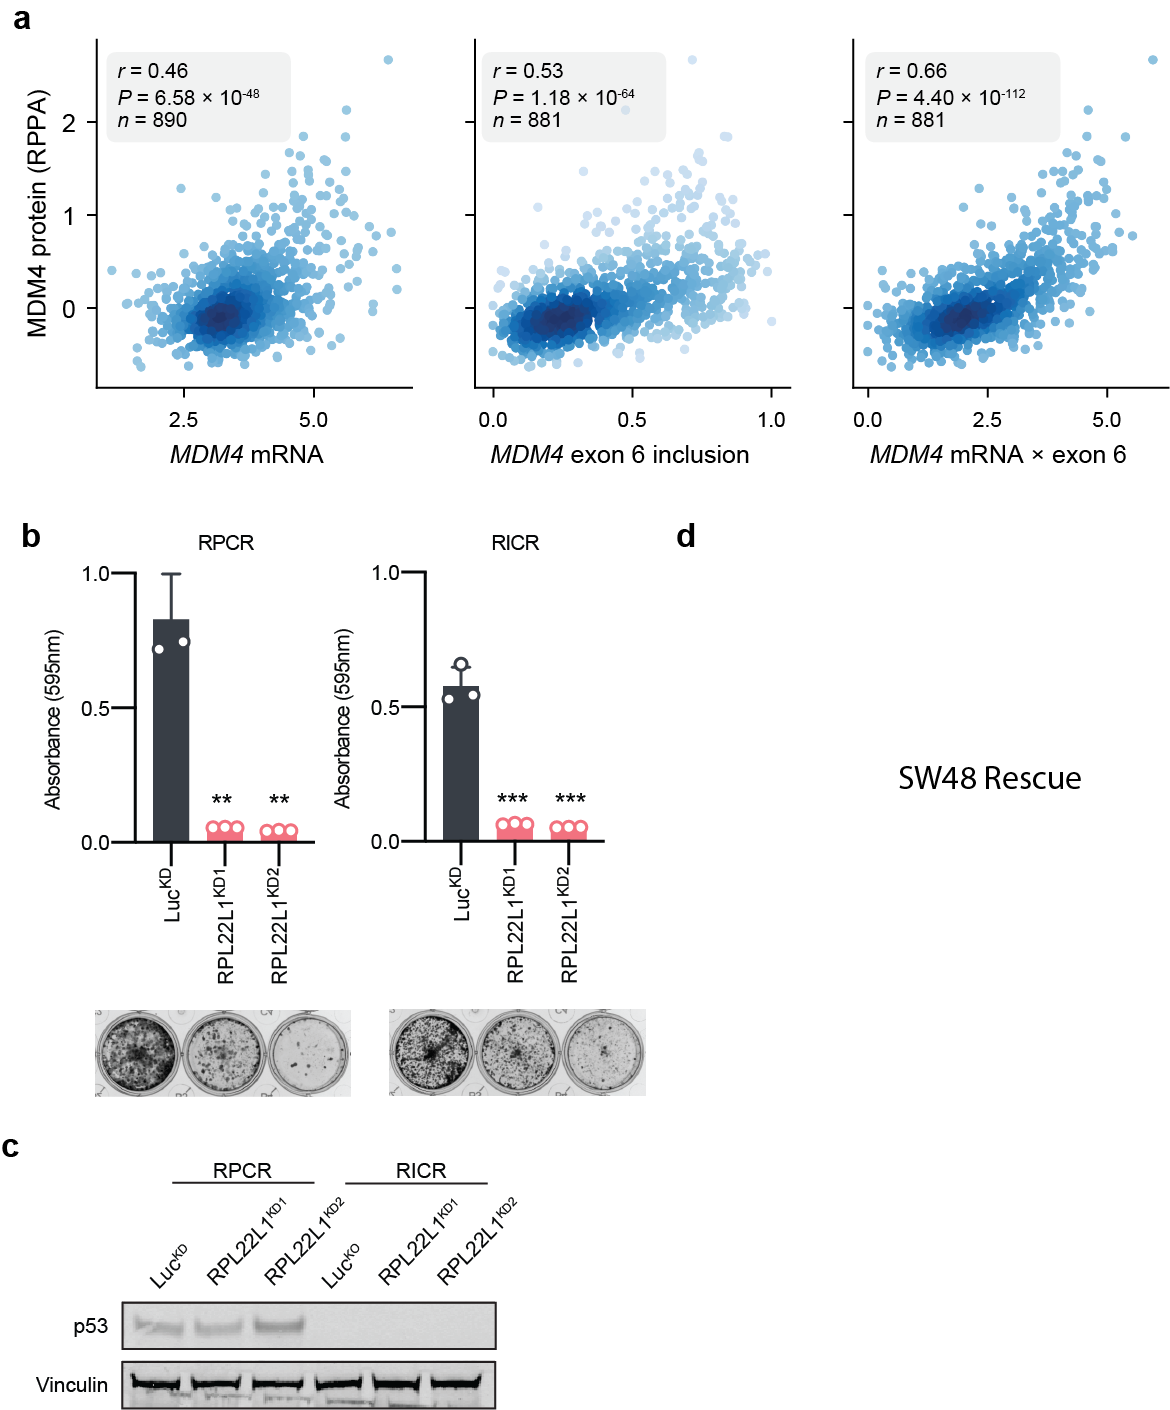 a
r = 0.46
P = 6.58 × 10-48
n = 890
r = 0.53
P = 1.18 × 10-64
n = 881
r = 0.66
P = 4.40 × 10-112
n = 881
MDM4 protein (RPPA)
2
1
0
2.5 5.0
0.0 0.5 1.0
0.0 2.5 5.0
MDM4 mRNA
MDM4 exon 6 inclusion
MDM4 mRNA × exon 6
b
RPCR
RICR
d
Absorbance (595nm)
1.0
0.5
0.0
** **
LucKD
RPL22L1KD1
RPL22L1KD2
Absorbance (595nm)
1.0
0.5
0.0
*** ***
LucKD
RPL22L1KD1
RPL22L1KD2
SW48 Rescue
c
RPCR
RICR
LucKD
RPL22L1KD1
RPL22L1KD2
LucKO
RPL22L1KD1
RPL22L1KD2
p53
Vinculin